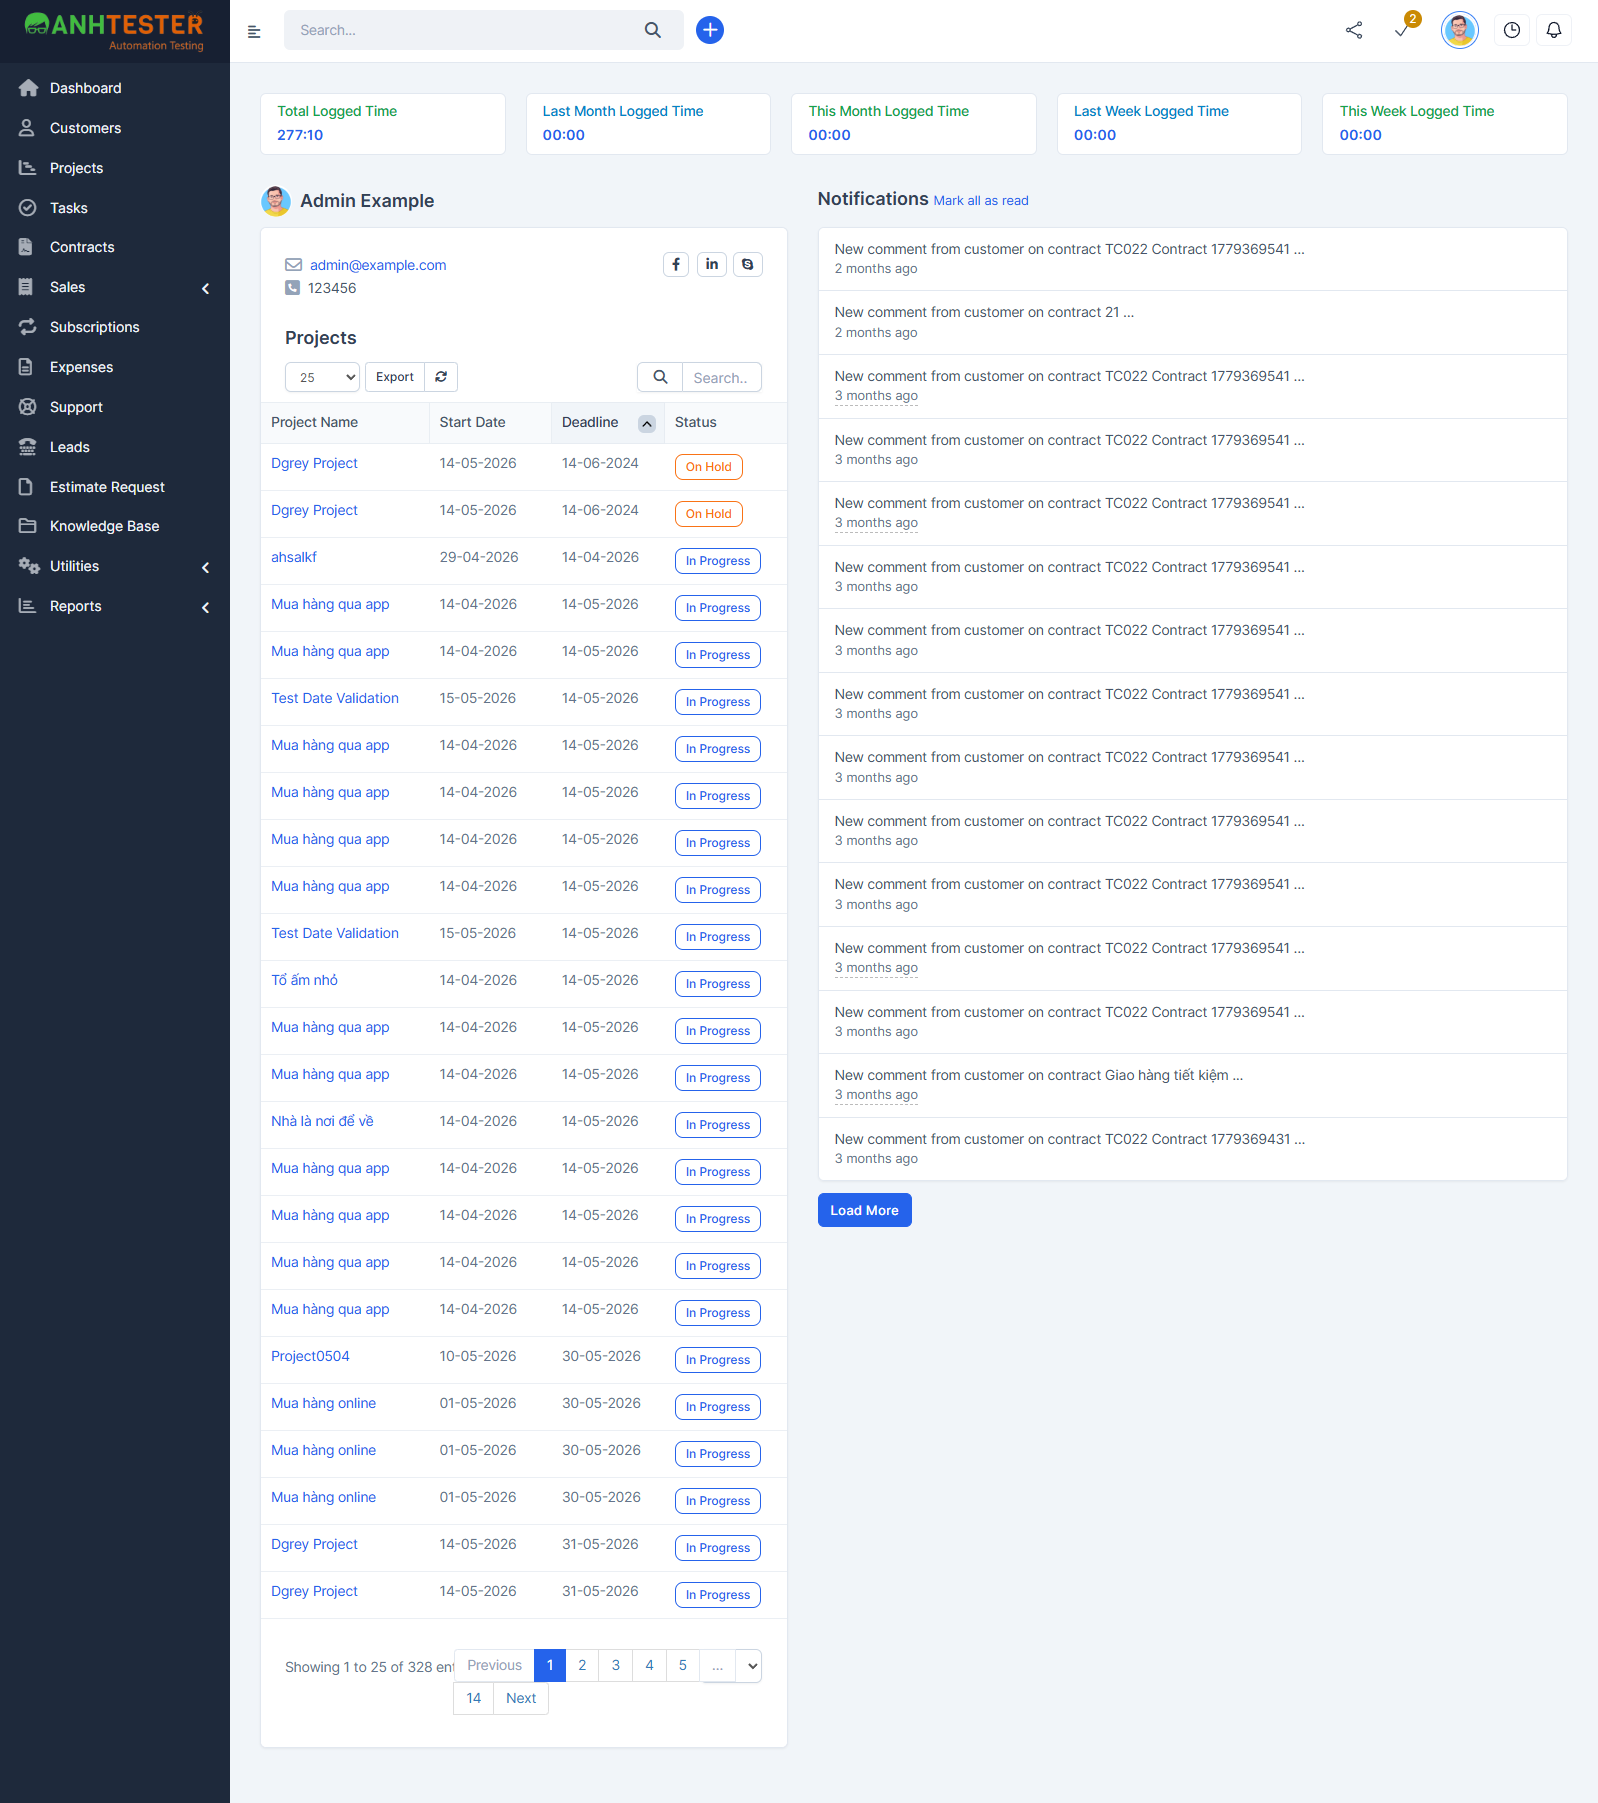 ANHTESTER
Automation Testing
Search...
2
Dashboard
Customers
Projects
Tasks
Contracts
Sales
Subscriptions
Expenses
Support
Leads
Estimate Request
Knowledge Base
Utilities
Reports
Total Logged Time
277:10
Last Month Logged Time
00:00
This Month Logged Time
00:00
Last Week Logged Time
00:00
This Week Logged Time
00:00
Admin Example
admin@example.com
123456
Projects
25 Export Search..
Project Name Start Date Deadline Status
Dgrey Project 14-05-2026 14-06-2024 On Hold
Dgrey Project 14-05-2026 14-06-2024 On Hold
ahsalkf 29-04-2026 14-04-2026 In Progress
Mua hàng qua app 14-04-2026 14-05-2026 In Progress
Mua hàng qua app 14-04-2026 14-05-2026 In Progress
Test Date Validation 15-05-2026 14-05-2026 In Progress
Mua hàng qua app 14-04-2026 14-05-2026 In Progress
Mua hàng qua app 14-04-2026 14-05-2026 In Progress
Mua hàng qua app 14-04-2026 14-05-2026 In Progress
Mua hàng qua app 14-04-2026 14-05-2026 In Progress
Test Date Validation 15-05-2026 14-05-2026 In Progress
Tổ ấm nhỏ 14-04-2026 14-05-2026 In Progress
Mua hàng qua app 14-04-2026 14-05-2026 In Progress
Mua hàng qua app 14-04-2026 14-05-2026 In Progress
Nhà là nơi để về 14-04-2026 14-05-2026 In Progress
Mua hàng qua app 14-04-2026 14-05-2026 In Progress
Mua hàng qua app 14-04-2026 14-05-2026 In Progress
Mua hàng qua app 14-04-2026 14-05-2026 In Progress
Mua hàng qua app 14-04-2026 14-05-2026 In Progress
Project0504 10-05-2026 30-05-2026 In Progress
Mua hàng online 01-05-2026 30-05-2026 In Progress
Mua hàng online 01-05-2026 30-05-2026 In Progress
Mua hàng online 01-05-2026 30-05-2026 In Progress
Dgrey Project 14-05-2026 31-05-2026 In Progress
Dgrey Project 14-05-2026 31-05-2026 In Progress
Showing 1 to 25 of 328 ent Previous 1 2 3 4 5 ...
14 Next
Notifications Mark all as read
New comment from customer on contract TC022 Contract 1779369541 ...
2 months ago
New comment from customer on contract 21 ...
2 months ago
New comment from customer on contract TC022 Contract 1779369541 ...
3 months ago
New comment from customer on contract TC022 Contract 1779369541 ...
3 months ago
New comment from customer on contract TC022 Contract 1779369541 ...
3 months ago
New comment from customer on contract TC022 Contract 1779369541 ...
3 months ago
New comment from customer on contract TC022 Contract 1779369541 ...
3 months ago
New comment from customer on contract TC022 Contract 1779369541 ...
3 months ago
New comment from customer on contract TC022 Contract 1779369541 ...
3 months ago
New comment from customer on contract TC022 Contract 1779369541 ...
3 months ago
New comment from customer on contract TC022 Contract 1779369541 ...
3 months ago
New comment from customer on contract TC022 Contract 1779369541 ...
3 months ago
New comment from customer on contract TC022 Contract 1779369541 ...
3 months ago
New comment from customer on contract Giao hàng tiết kiệm ...
3 months ago
New comment from customer on contract TC022 Contract 1779369431 ...
3 months ago
Load More